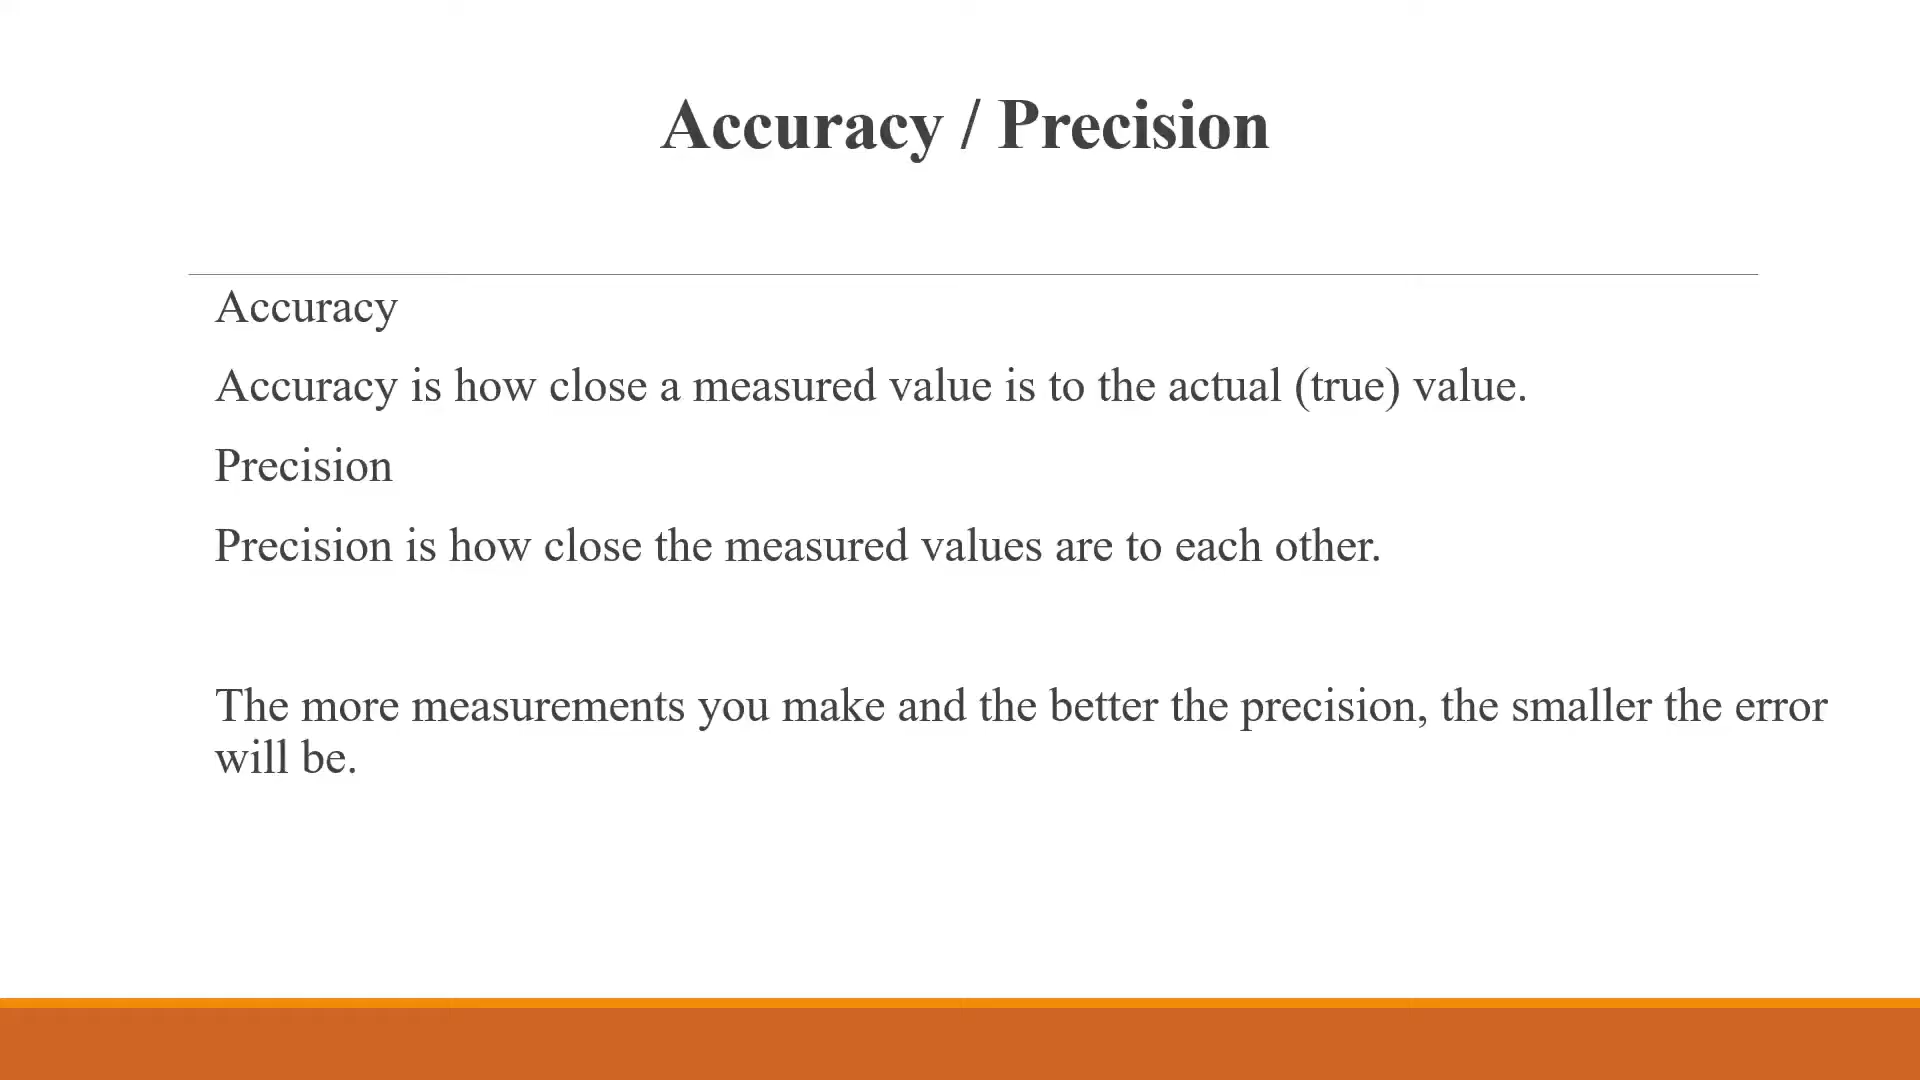 Accuracy / Precision
Accuracy
Accuracy is how close a measured value is to the actual (true) value.
Precision
Precision is how close the measured values are to each other.
The more measurements you make and the better the precision, the smaller the error
will be.